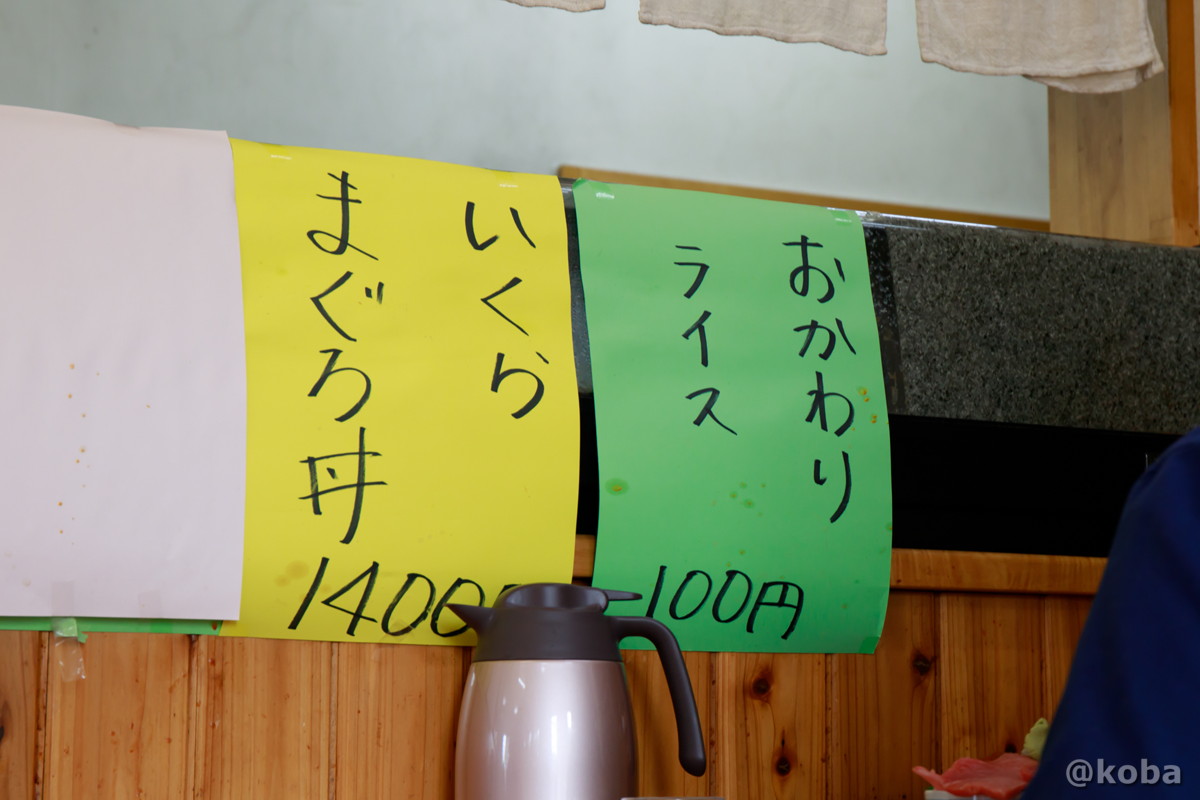 おかわり
ライス
100円
いくら
まぐろ丼
1400
@koba